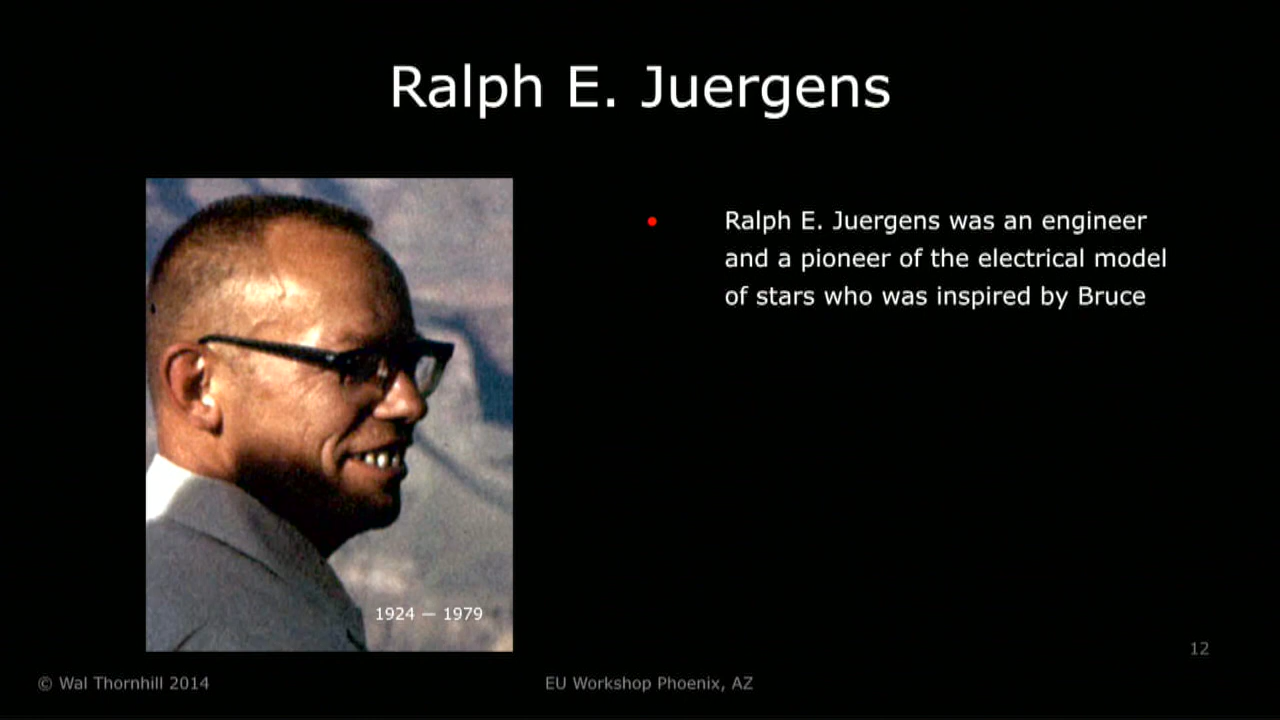 Ralph E. Juergens
• Ralph E. Juergens was an engineer
and a pioneer of the electrical model
of stars who was inspired by Bruce
1924 — 1979
12
© Wal Thornhill 2014
EU Workshop Phoenix, AZ